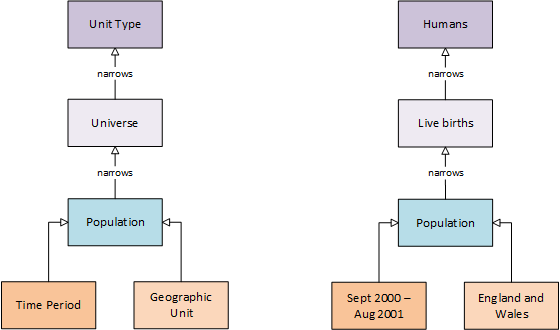 Unit Type
narrows
Universe
narrows
Population
Time Period
Geographic
Unit
Humans
narrows
Live births
narrows
Population
Sept 2000 –
Aug 2001
England and
Wales